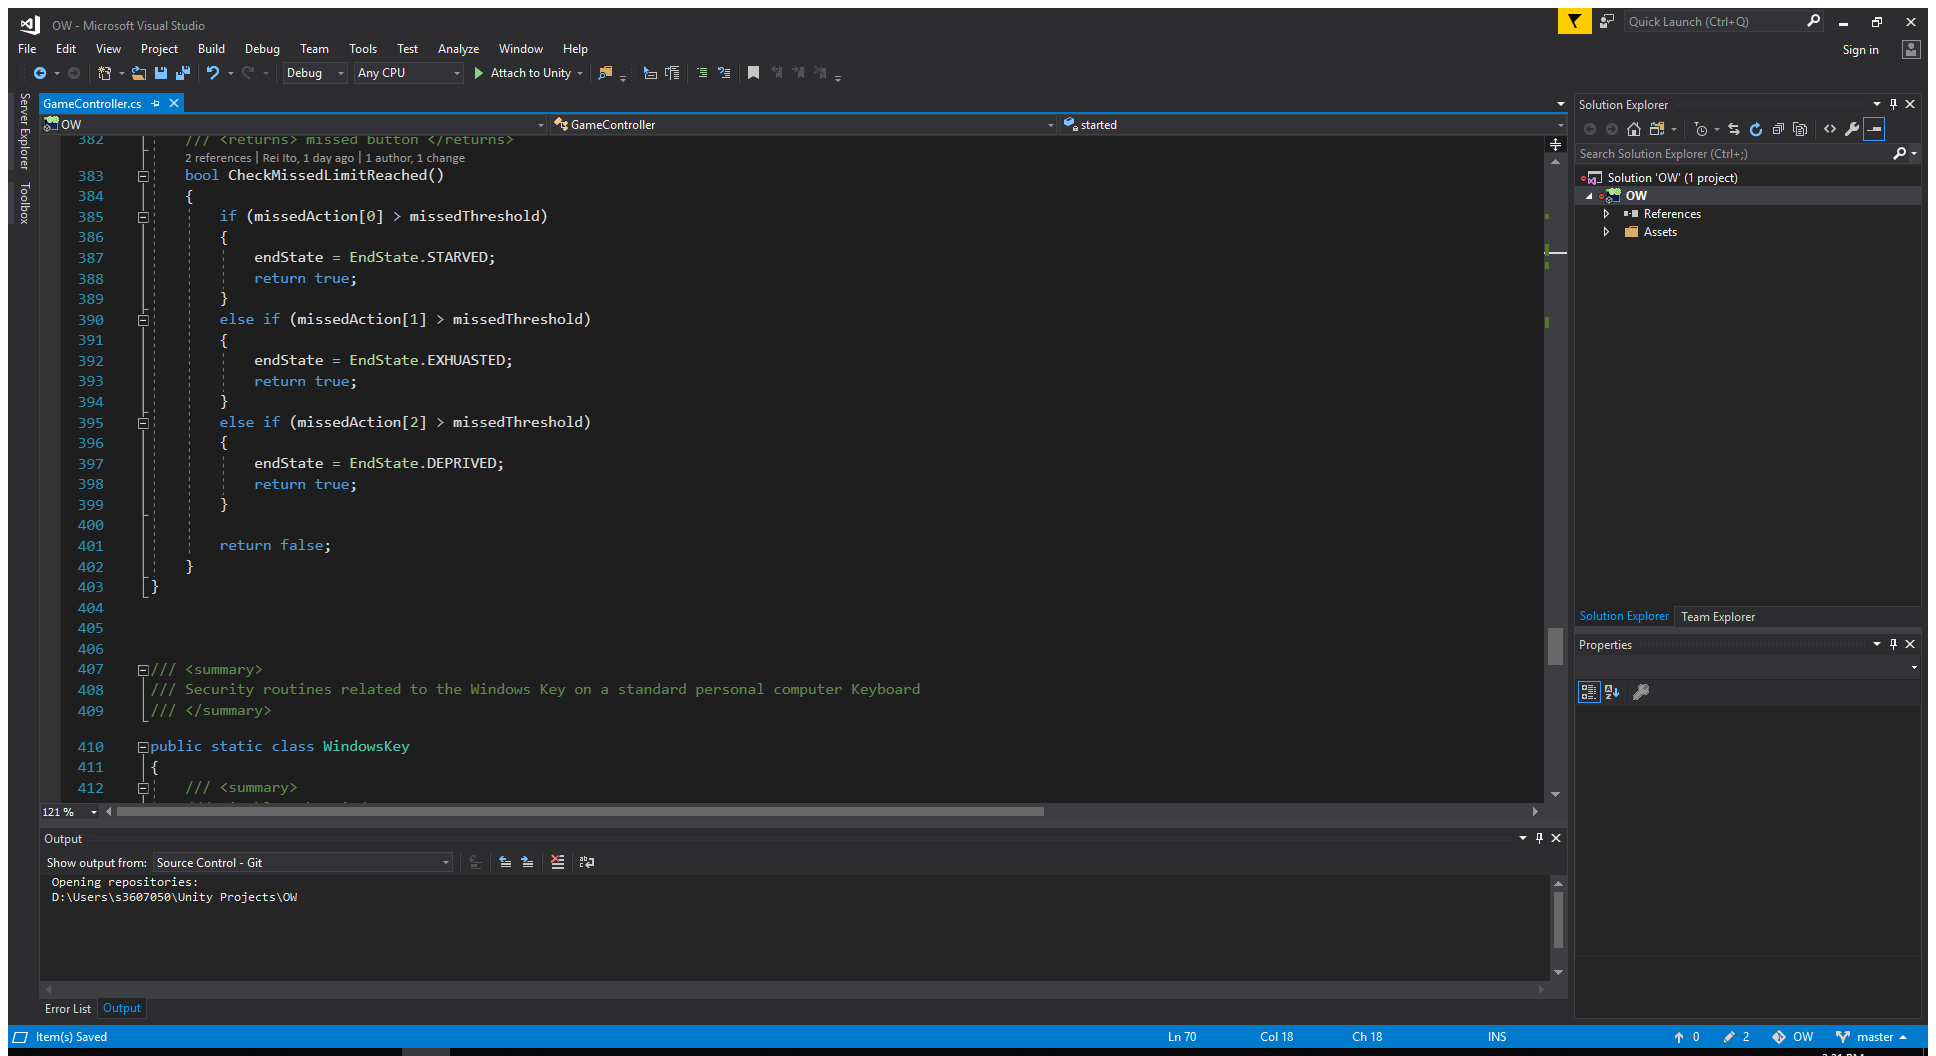 OW - Microsoft Visual Studio
Quick Launch (Ctrl+Q)
File Edit View Project Build Debug Team Tools Test Analyze Window Help
Sign in
Debug Any CPU Attach to Unity
Server Explorer
Toolbox
GameController.cs
OW GameController started
382 /// <returns> missed button </returns>
2 references | Rei Ito, 1 day ago | 1 author, 1 change
383 bool CheckMissedLimitReached()
384 {
385 if (missedAction[0] > missedThreshold)
386 {
387 endState = EndState.STARVED;
388 return true;
389 }
390 else if (missedAction[1] > missedThreshold)
391 {
392 endState = EndState.EXHUASTED;
393 return true;
394 }
395 else if (missedAction[2] > missedThreshold)
396 {
397 endState = EndState.DEPRIVED;
398 return true;
399 }
400
401 return false;
402 }
403 }
404
405
406
407 /// <summary>
408 /// Security routines related to the Windows Key on a standard personal computer Keyboard
409 /// </summary>
410 public static class WindowsKey
411 {
412 /// <summary>
121 %
Output
Show output from: Source Control - Git
Opening repositories:
D:\Users\s3607050\Unity Projects\OW
Error List Output
Solution Explorer
Search Solution Explorer (Ctrl+;)
Solution 'OW' (1 project)
OW
References
Assets
Solution Explorer Team Explorer
Properties
Item(s) Saved Ln 70 Col 18 Ch 18 INS 0 2 OW master